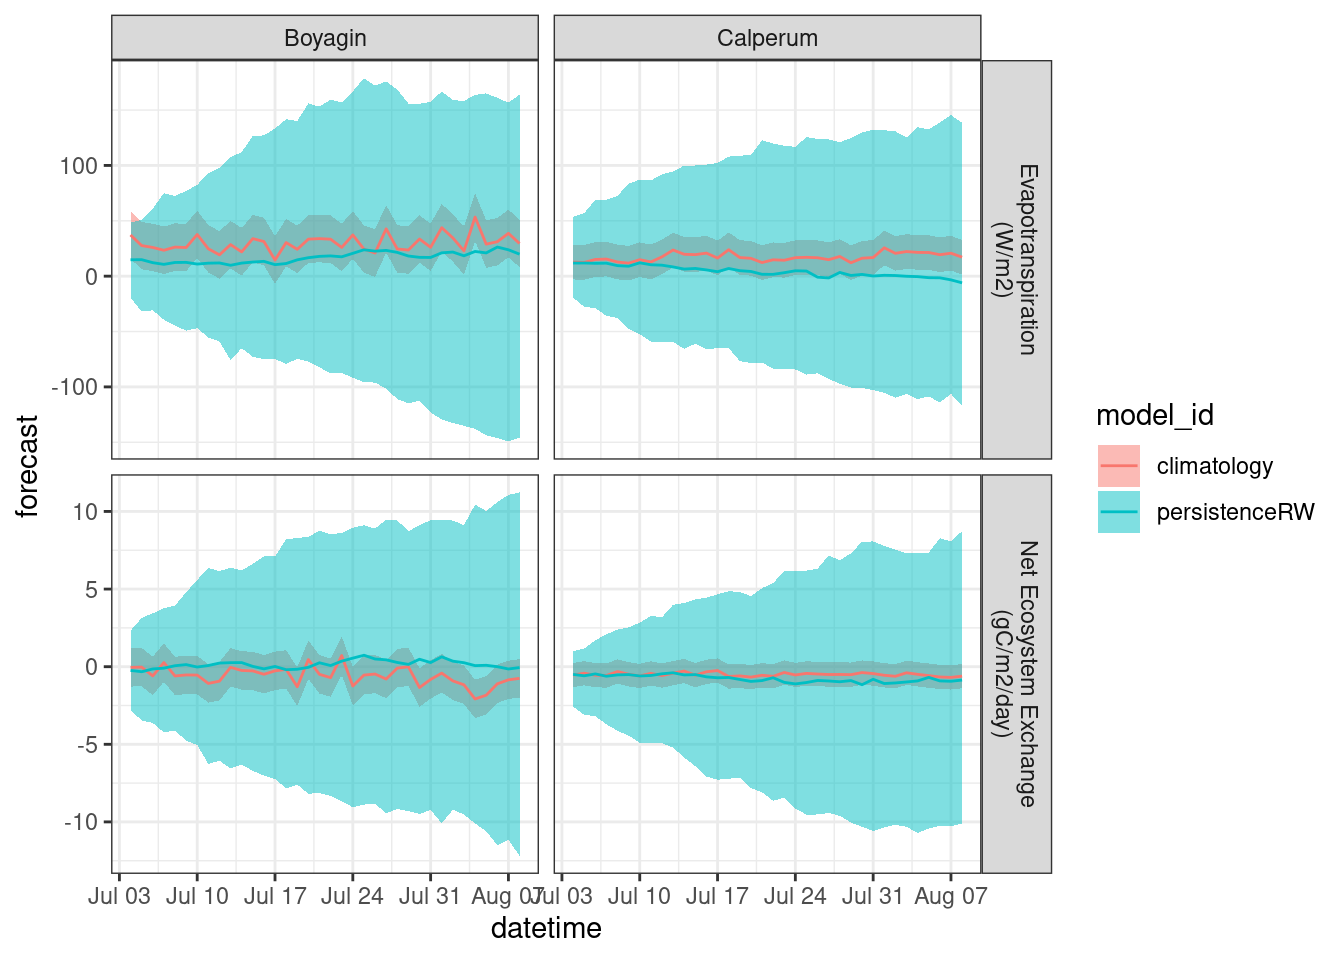 Boyagin
Calperum
Evapotranspiration
(W/m2)
100
0
-100
forecast
Net Ecosystem Exchange
(gC/m2/day)
10
5
0
-5
-10
Jul 03 Jul 10 Jul 17 Jul 24 Jul 31 Aug 07
Jul 03 Jul 10 Jul 17 Jul 24 Jul 31 Aug 07
datetime
model_id
climatology
persistenceRW